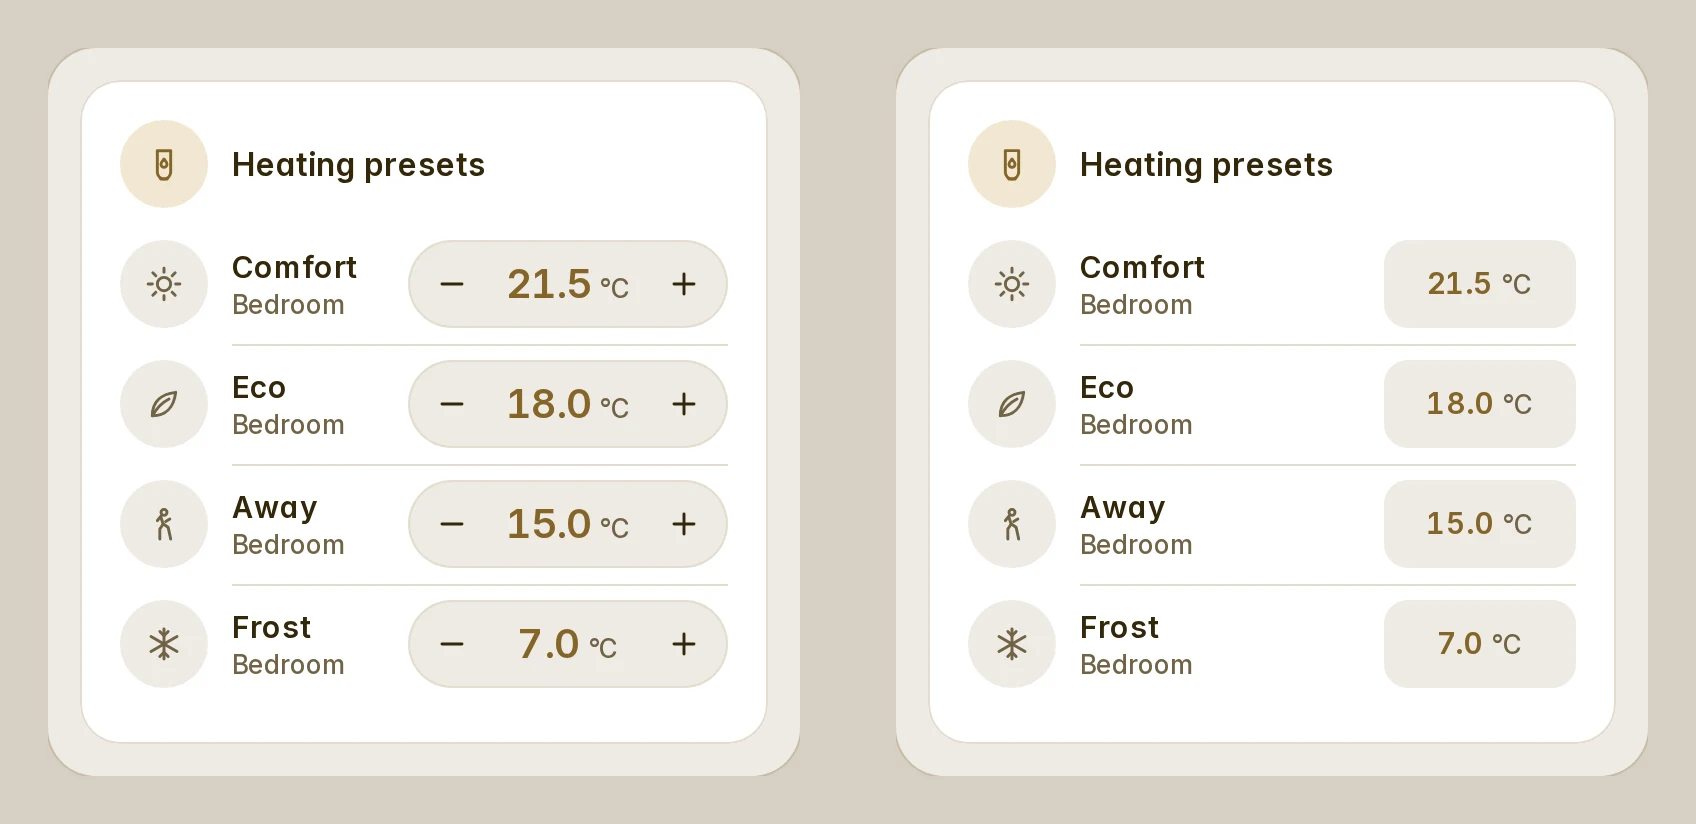 Heating presets
Comfort
Bedroom
− 21.5 °C +
Eco
Bedroom
− 18.0 °C +
Away
Bedroom
− 15.0 °C +
Frost
Bedroom
− 7.0 °C +
Heating presets
Comfort
Bedroom
21.5 °C
Eco
Bedroom
18.0 °C
Away
Bedroom
15.0 °C
Frost
Bedroom
7.0 °C